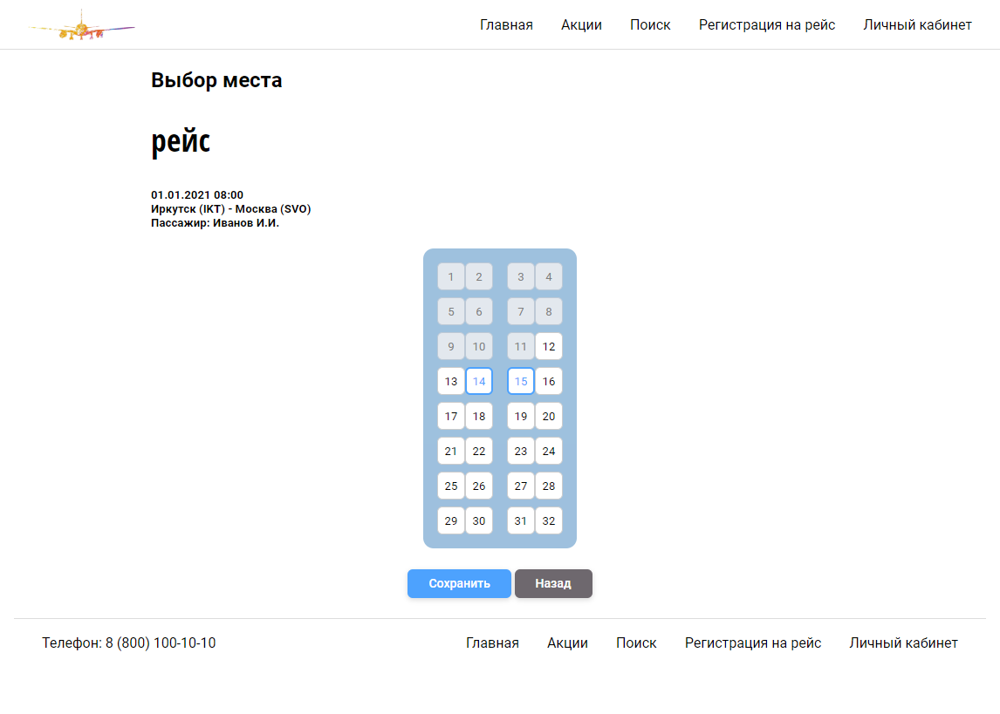 Главная Акции Поиск Регистрация на рейс Личный кабинет
Выбор места
рейс
01.01.2021 08:00
Иркутск (IKT) - Москва (SVO)
Пассажир: Иванов И.И.
1 2 3 4
5 6 7 8
9 10 11 12
13 14 15 16
17 18 19 20
21 22 23 24
25 26 27 28
29 30 31 32
Сохранить Назад
Телефон: 8 (800) 100-10-10 Главная Акции Поиск Регистрация на рейс Личный кабинет